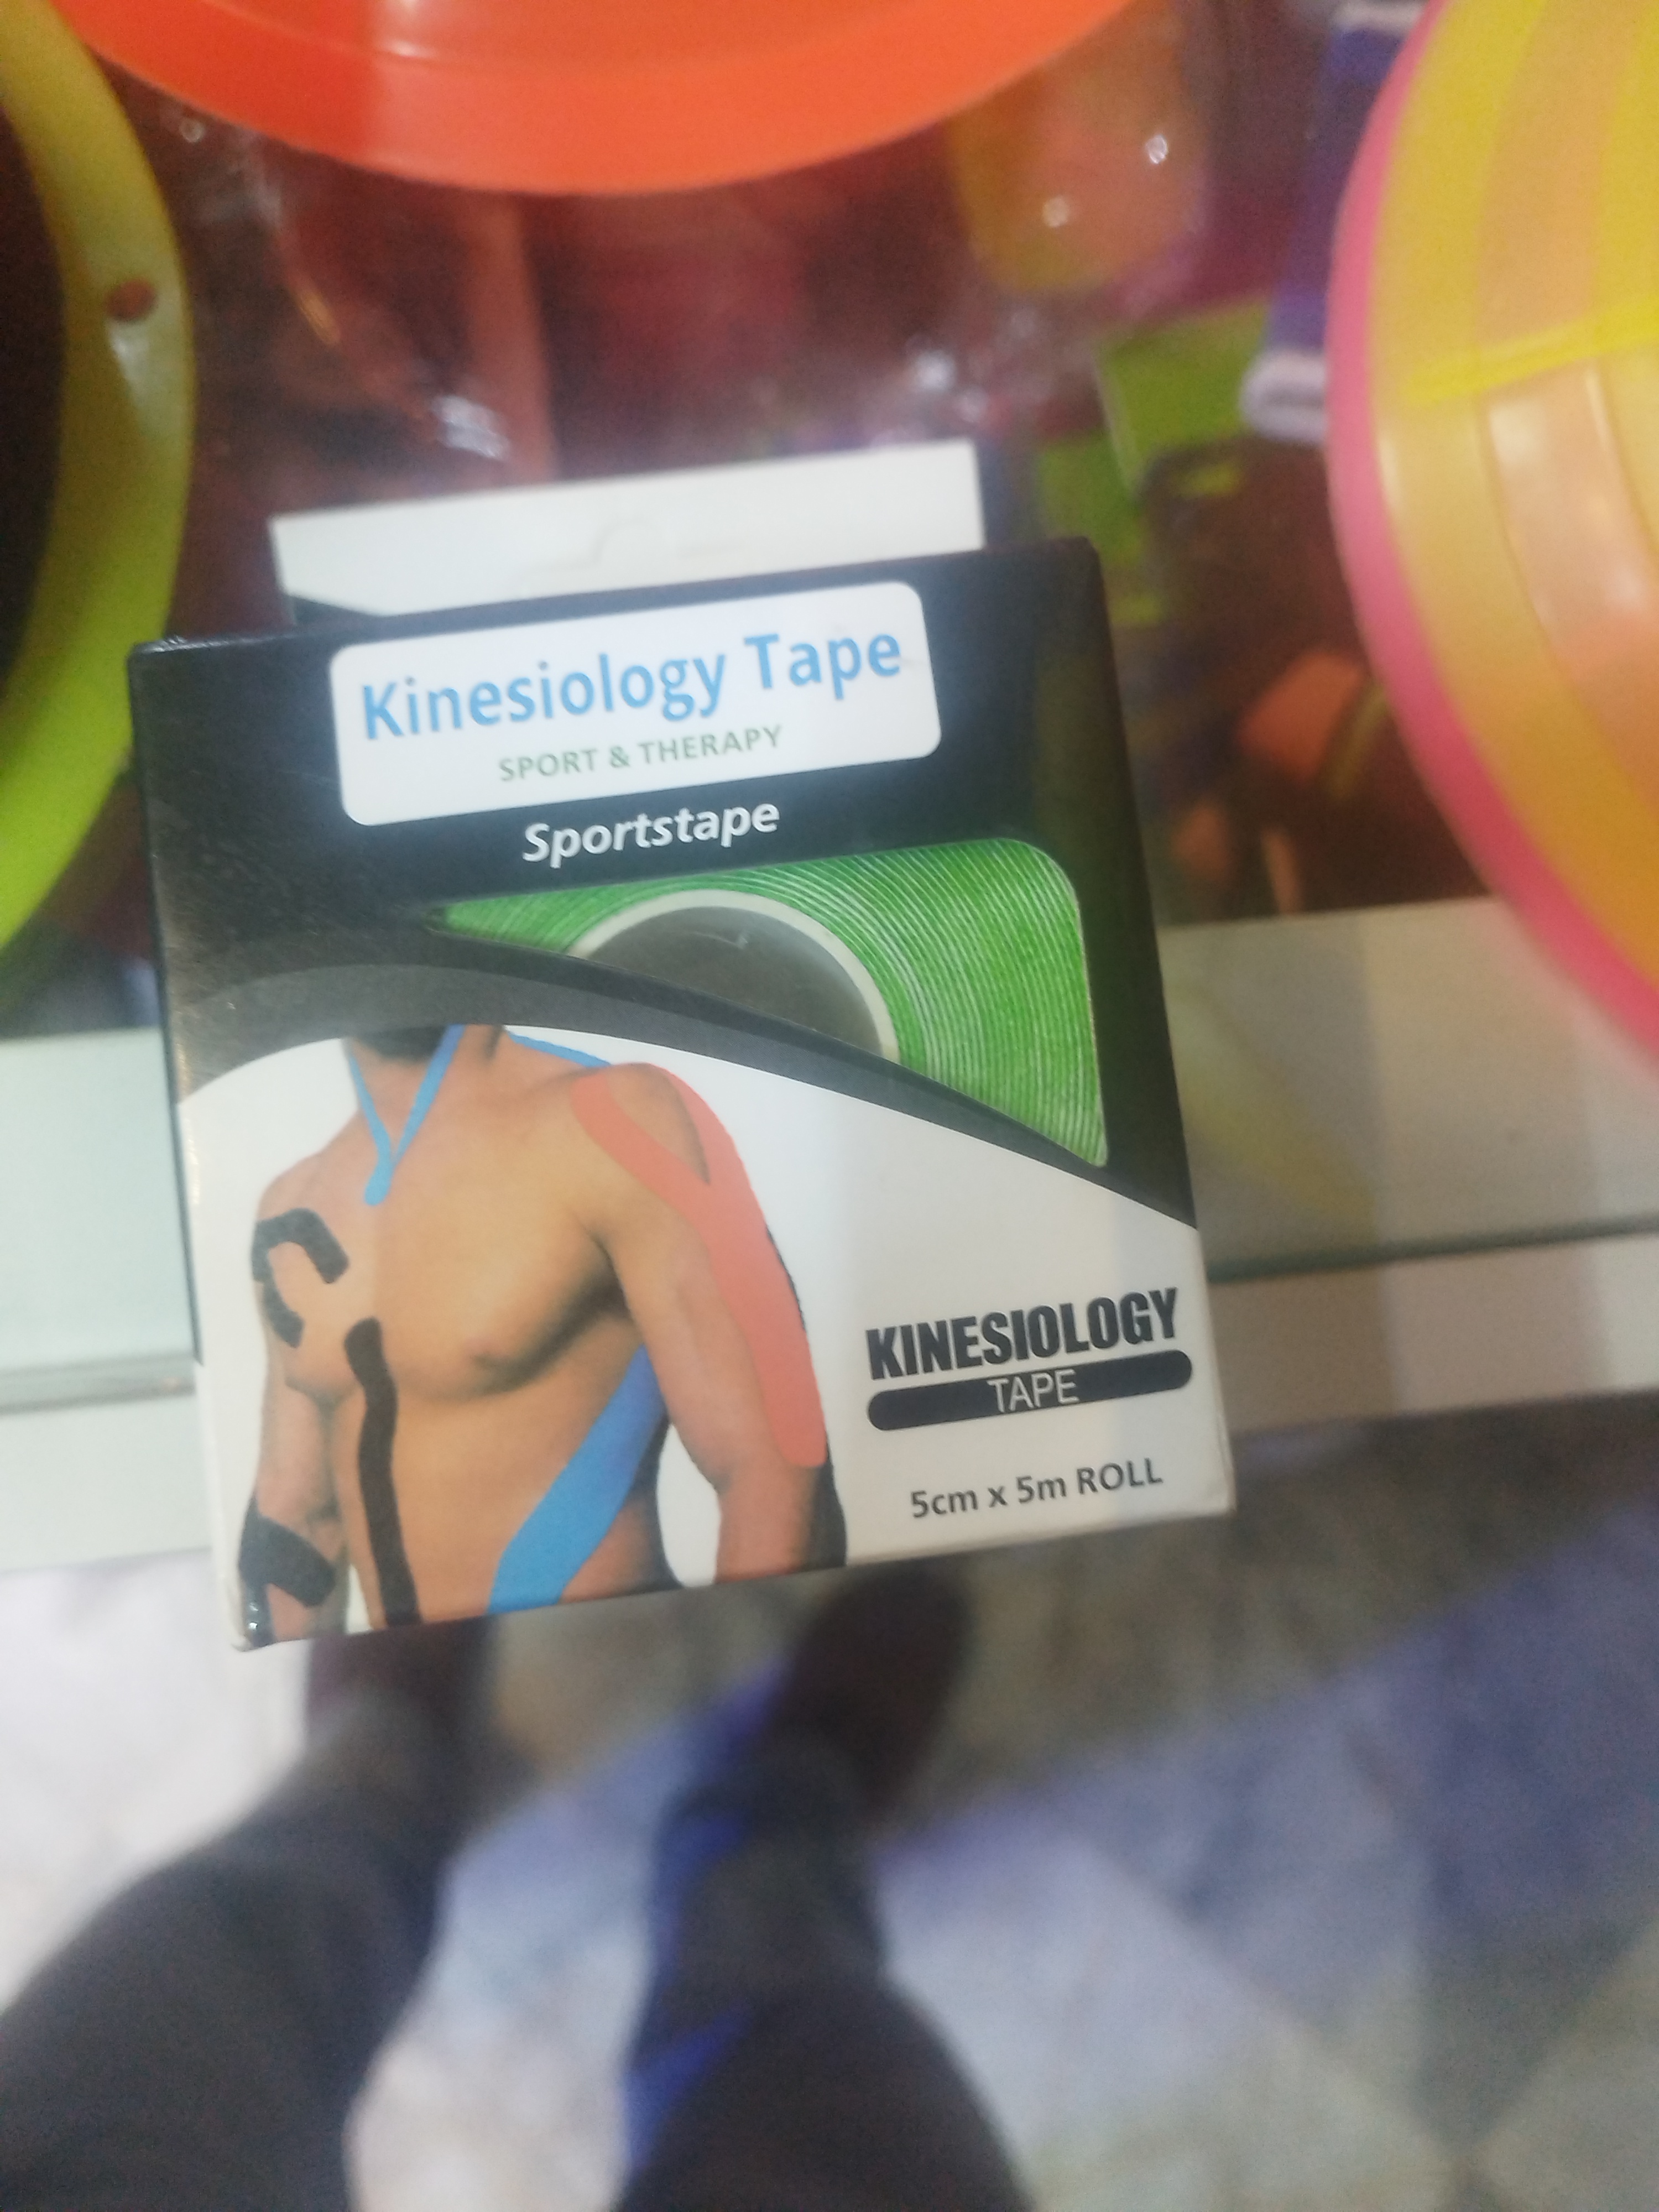 Kinesiology Tape
SPORT & THERAPY
Sportstape
KINESIOLOGY
TAPE
5cm x 5m ROLL